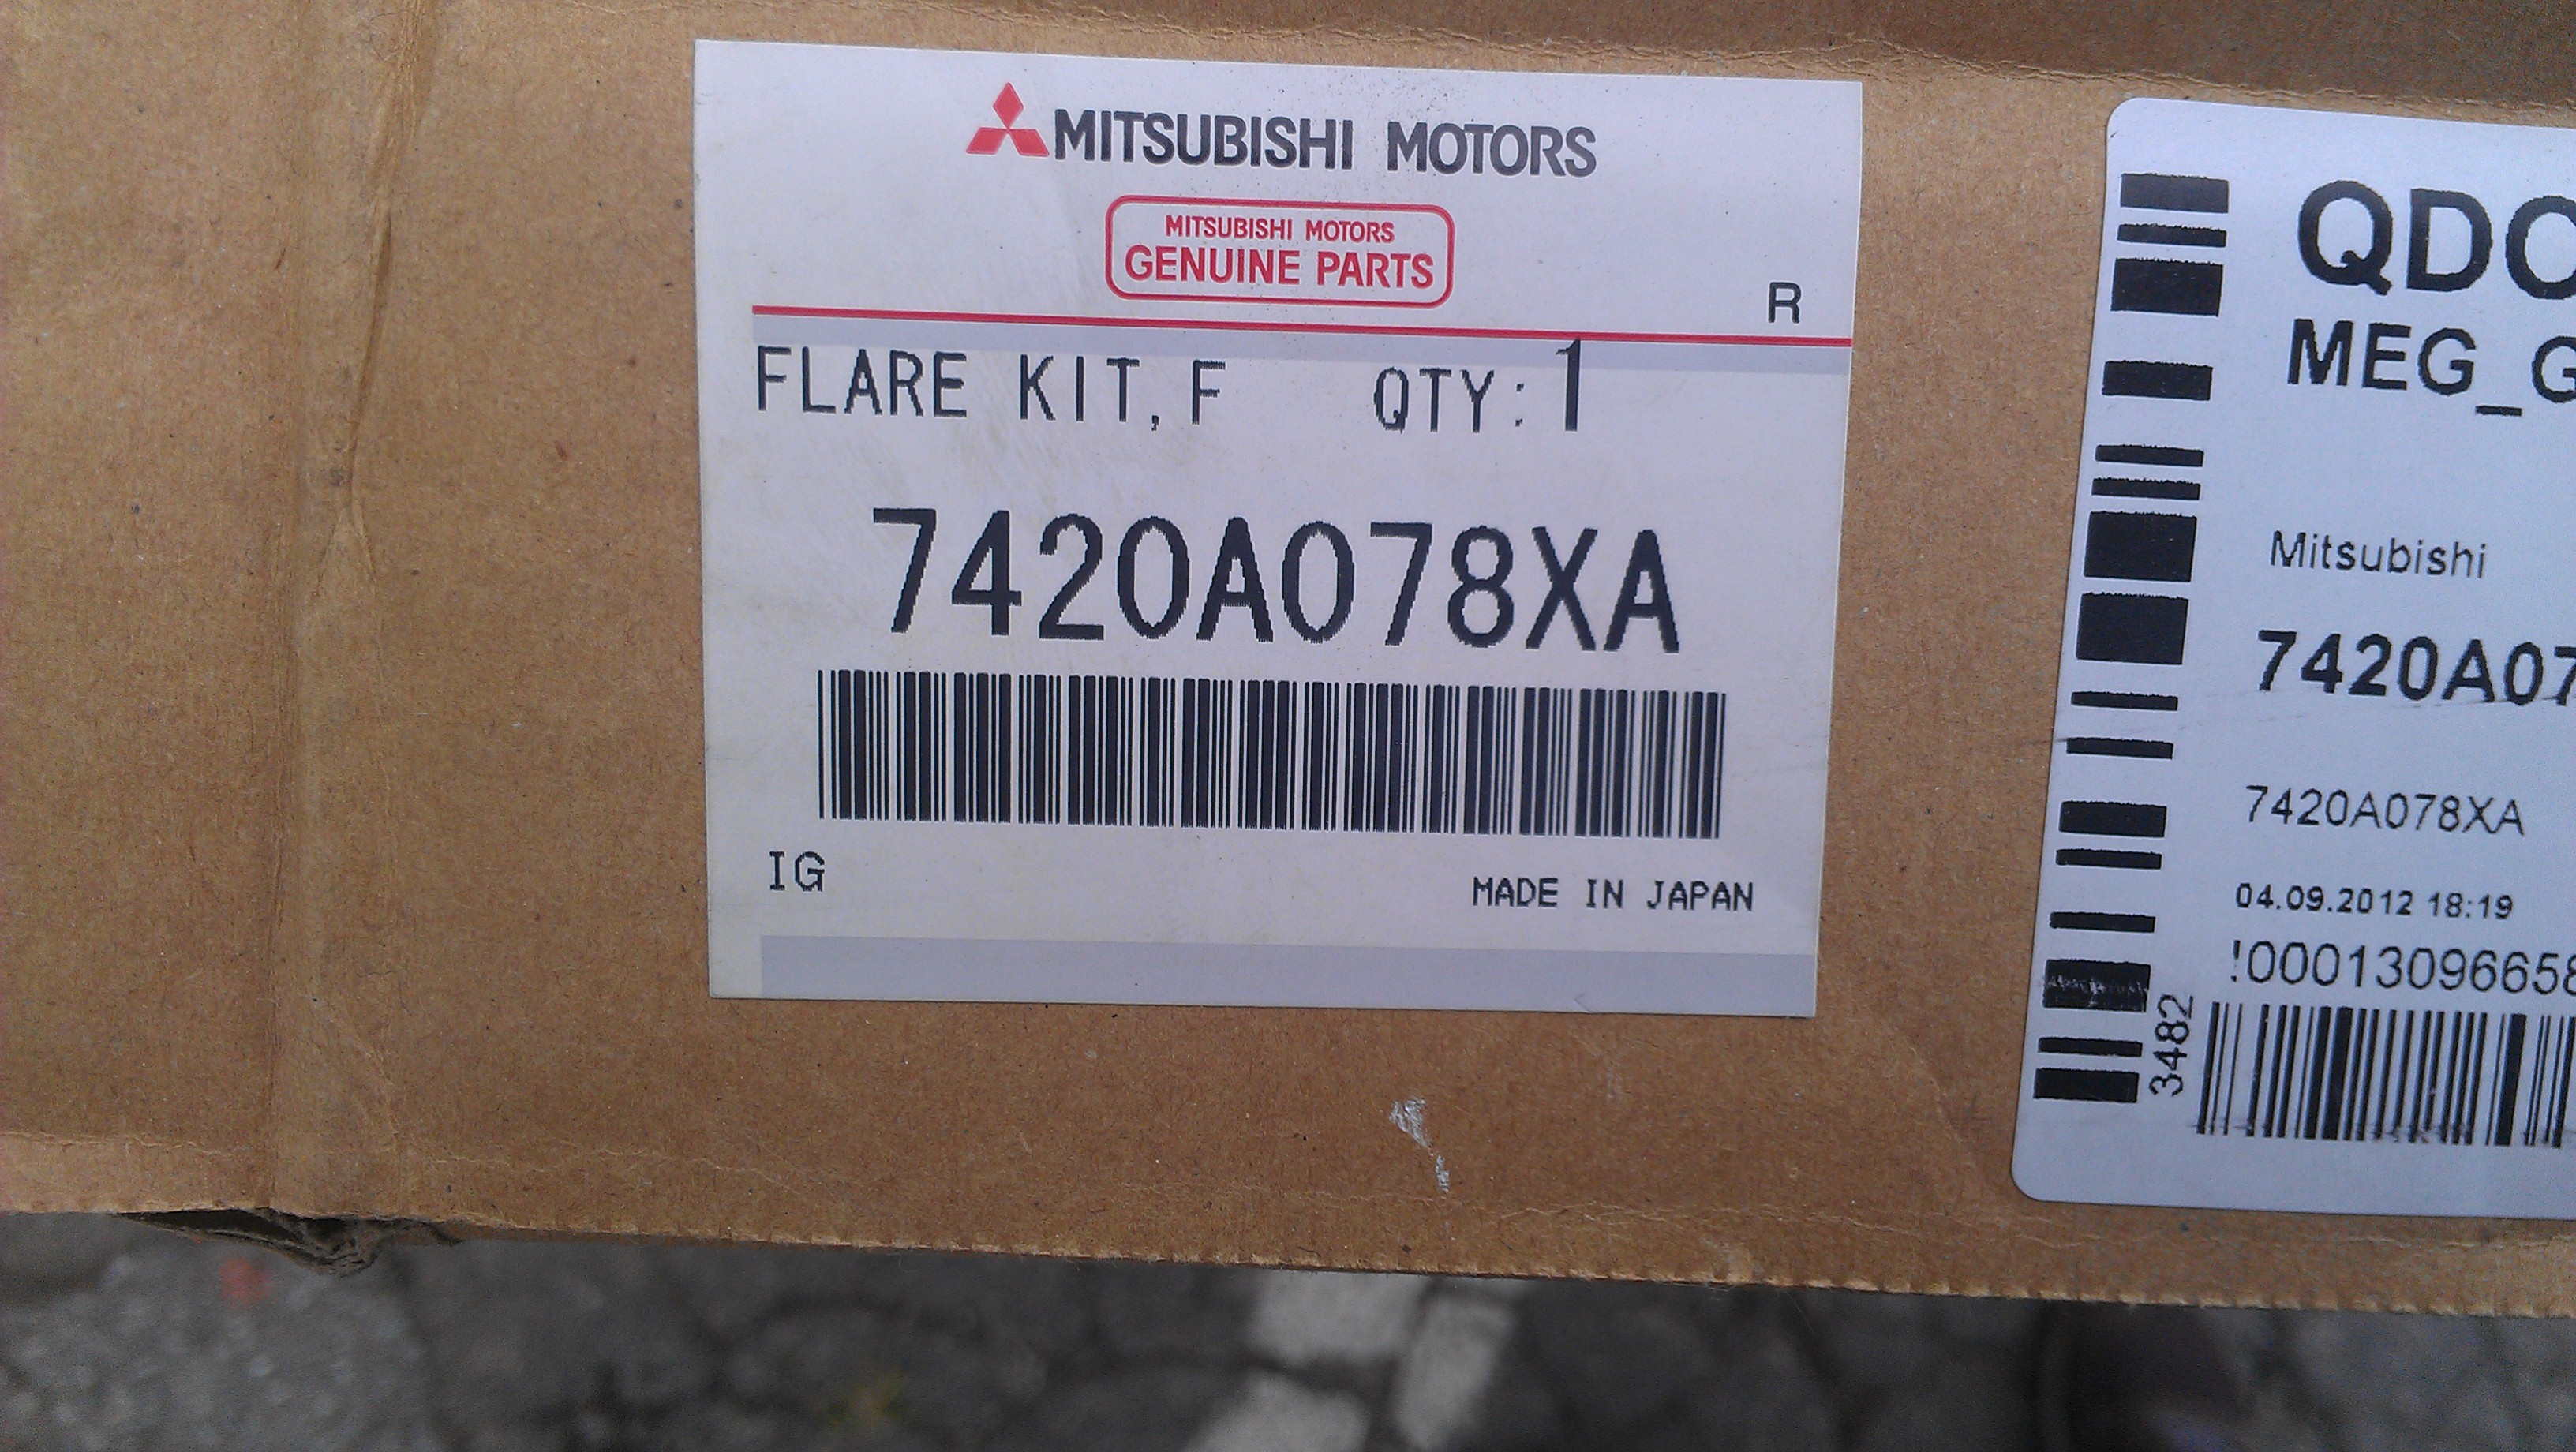 MITSUBISHI MOTORS
MITSUBISHI MOTORS
GENUINE PARTS
R
FLARE KIT, F QTY: 1
7420A078XA
IG
MADE IN JAPAN
MEG_G
Mitsubishi
7420A07
7420A078XA
04.09.2012 18:19
!00013096658
3482